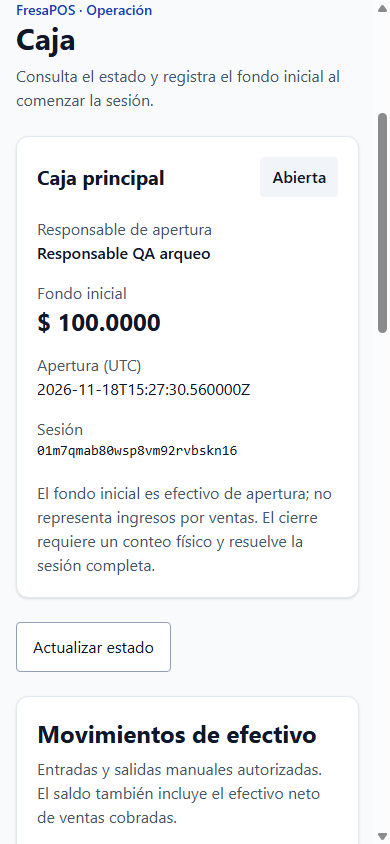 FresaPOS · Operación
Caja
Consulta el estado y registra el fondo inicial al
comenzar la sesión.
Caja principal
Abierta
Responsable de apertura
Responsable QA arqueo
Fondo inicial
$ 100.0000
Apertura (UTC)
2026-11-18T15:27:30.560000Z
Sesión
01m7qmab80wsp8vm92rvbskn16
El fondo inicial es efectivo de apertura; no
representa ingresos por ventas. El cierre
requiere un conteo físico y resuelve la
sesión completa.
Actualizar estado
Movimientos de efectivo
Entradas y salidas manuales autorizadas.
El saldo también incluye el efectivo neto
de ventas cobradas.